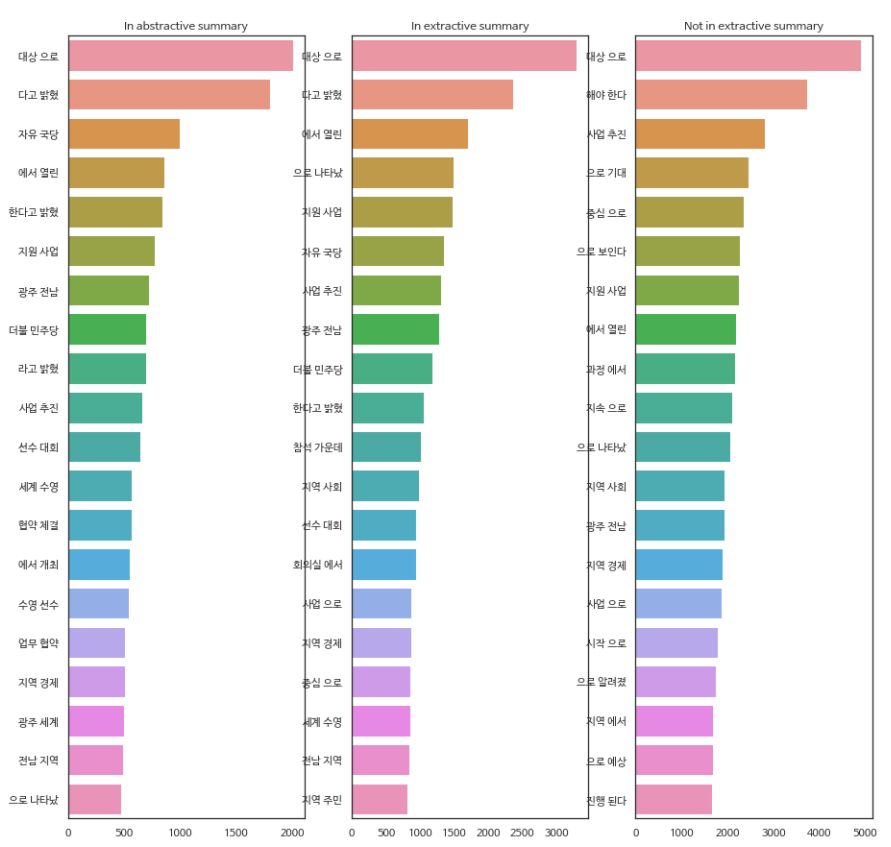 In abstractive summary
대상 으로
다고 밝혔
자유 국당
에서 열린
한다고 밝혔
지원 사업
광주 전남
더불 민주당
라고 밝혔
사업 추진
선수 대회
세계 수영
협약 체결
에서 개최
수영 선수
업무 협약
지역 경제
광주 세계
전남 지역
으로 나타났
0 500 1000 1500 2000
In extractive summary
대상 으로
다고 밝혔
에서 열린
으로 나타났
지원 사업
자유 국당
사업 추진
광주 전남
더불 민주당
한다고 밝혔
참석 가운데
지역 사회
선수 대회
회의실 에서
사업 으로
지역 경제
중심 으로
세계 수영
전남 지역
지역 주민
0 500 1000 1500 2000 2500 3000
Not in extractive summary
대상 으로
해야 한다
사업 추진
으로 기대
중심 으로
으로 보인다
지원 사업
에서 열린
과정 에서
지속 으로
으로 나타났
지역 사회
광주 전남
지역 경제
사업 으로
시작 으로
으로 알려졌
지역 에서
으로 예상
진행 된다
0 1000 2000 3000 4000 5000